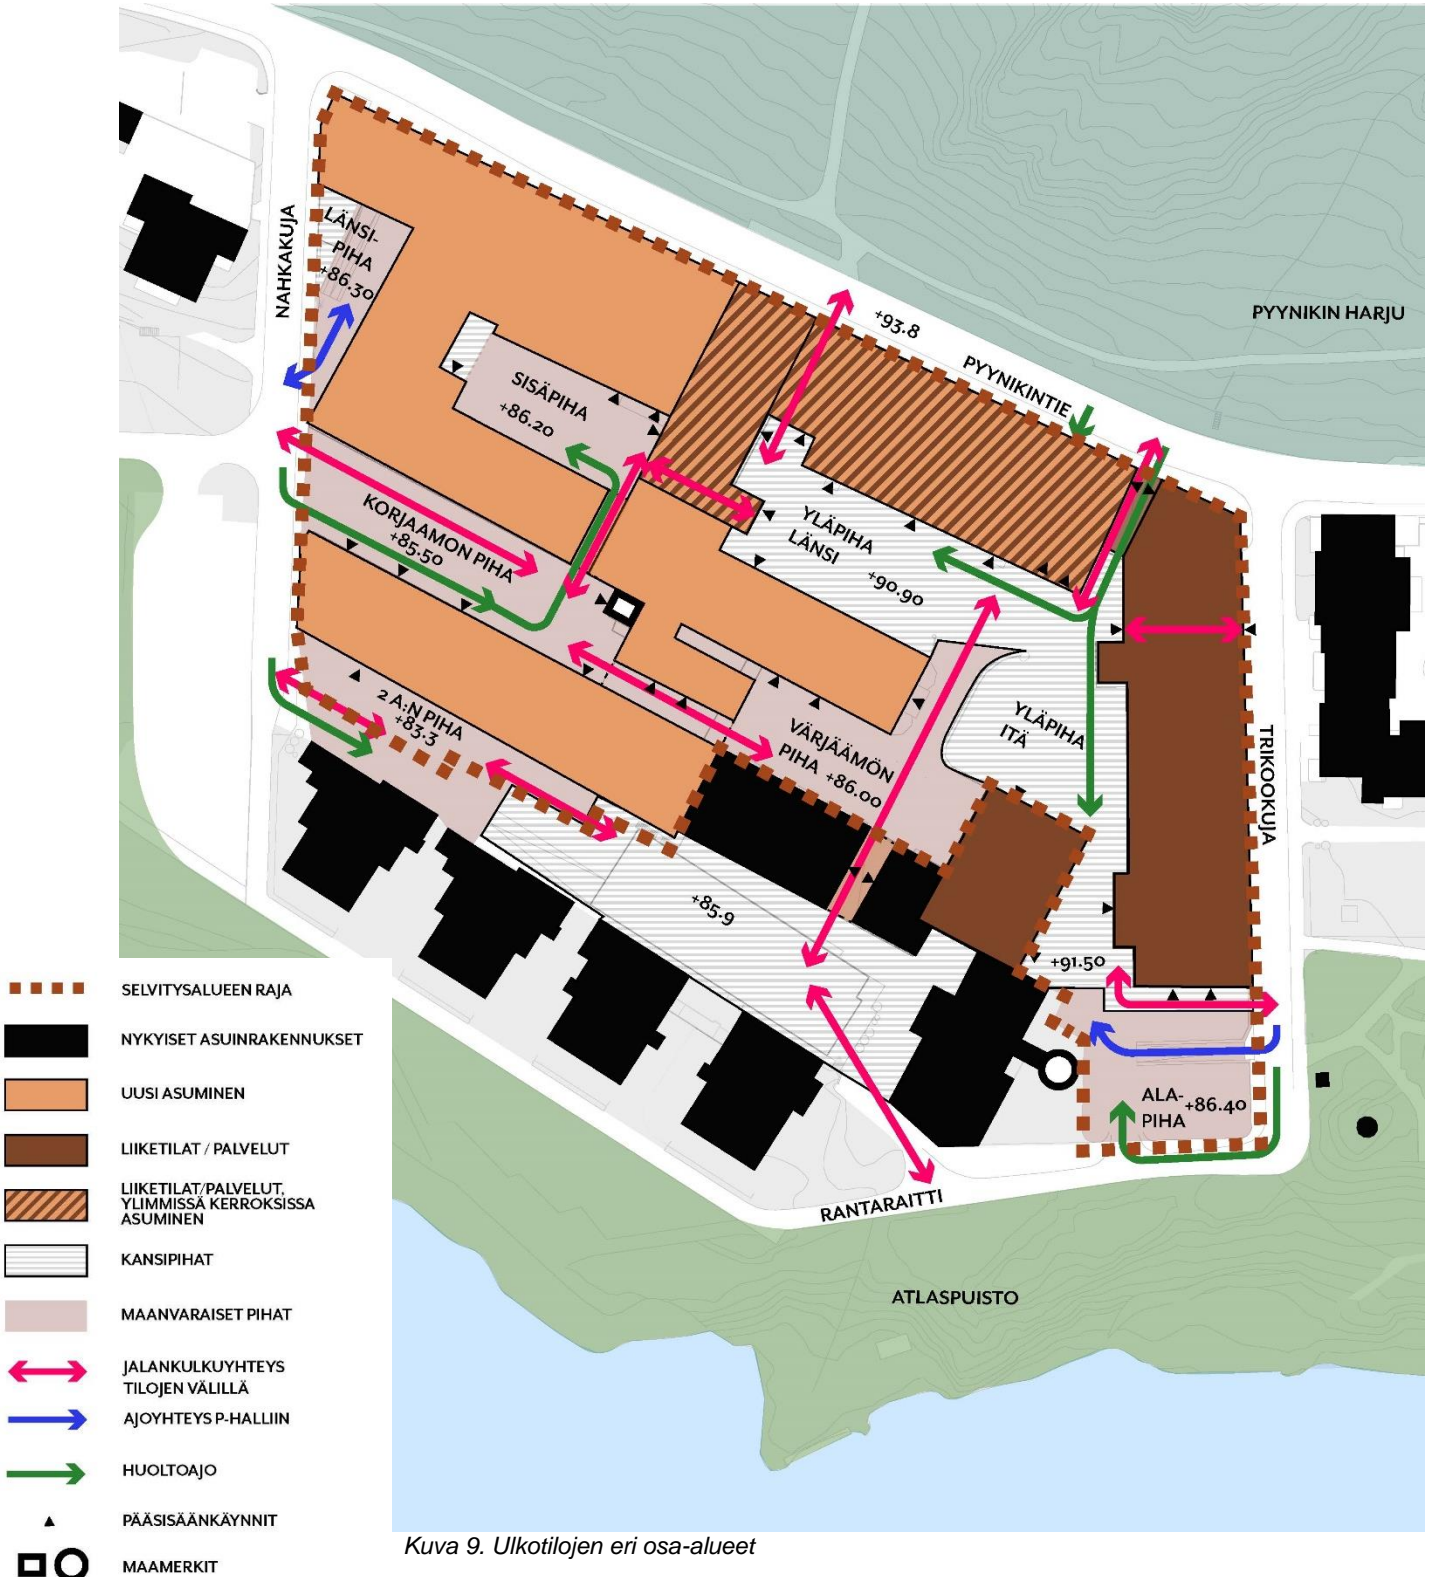 NAHKAKUJA
LÄNSI-
PIHA
+86.30
SISÄPIHA
+86.20
+93.8
PYYNIKINTIE
PYYNIKIN HARJU
KORJAAMON PIHA
+85.50
YLÄPIHA
LÄNSI
+90.90
2 A:N PIHA
+83.3
VÄRJÄÄMÖN
PIHA +86.00
YLÄPIHA
ITÄ
TRIKOOKUJA
+85.9
+91.50
ALA-
PIHA
+86.40
RANTARAITTI
ATLASPUISTO
SELVITYSALUEEN RAJA
NYKYISET ASUINRAKENNUKSET
UUSI ASUMINEN
LIIKETILAT / PALVELUT
LIIKETILAT/PALVELUT,
YLIMMISSÄ KERROKSISSA
ASUMINEN
KANSIPIHAT
MAANVARAISET PIHAT
JALANKULKUYHTEYS
TILOJEN VÄLILLÄ
AJOYHTEYS P-HALLIIN
HUOLTOAJO
PÄÄSISÄÄNKÄYNNIT
MAAMERKIT
Kuva 9. Ulkotilojen eri osa-alueet